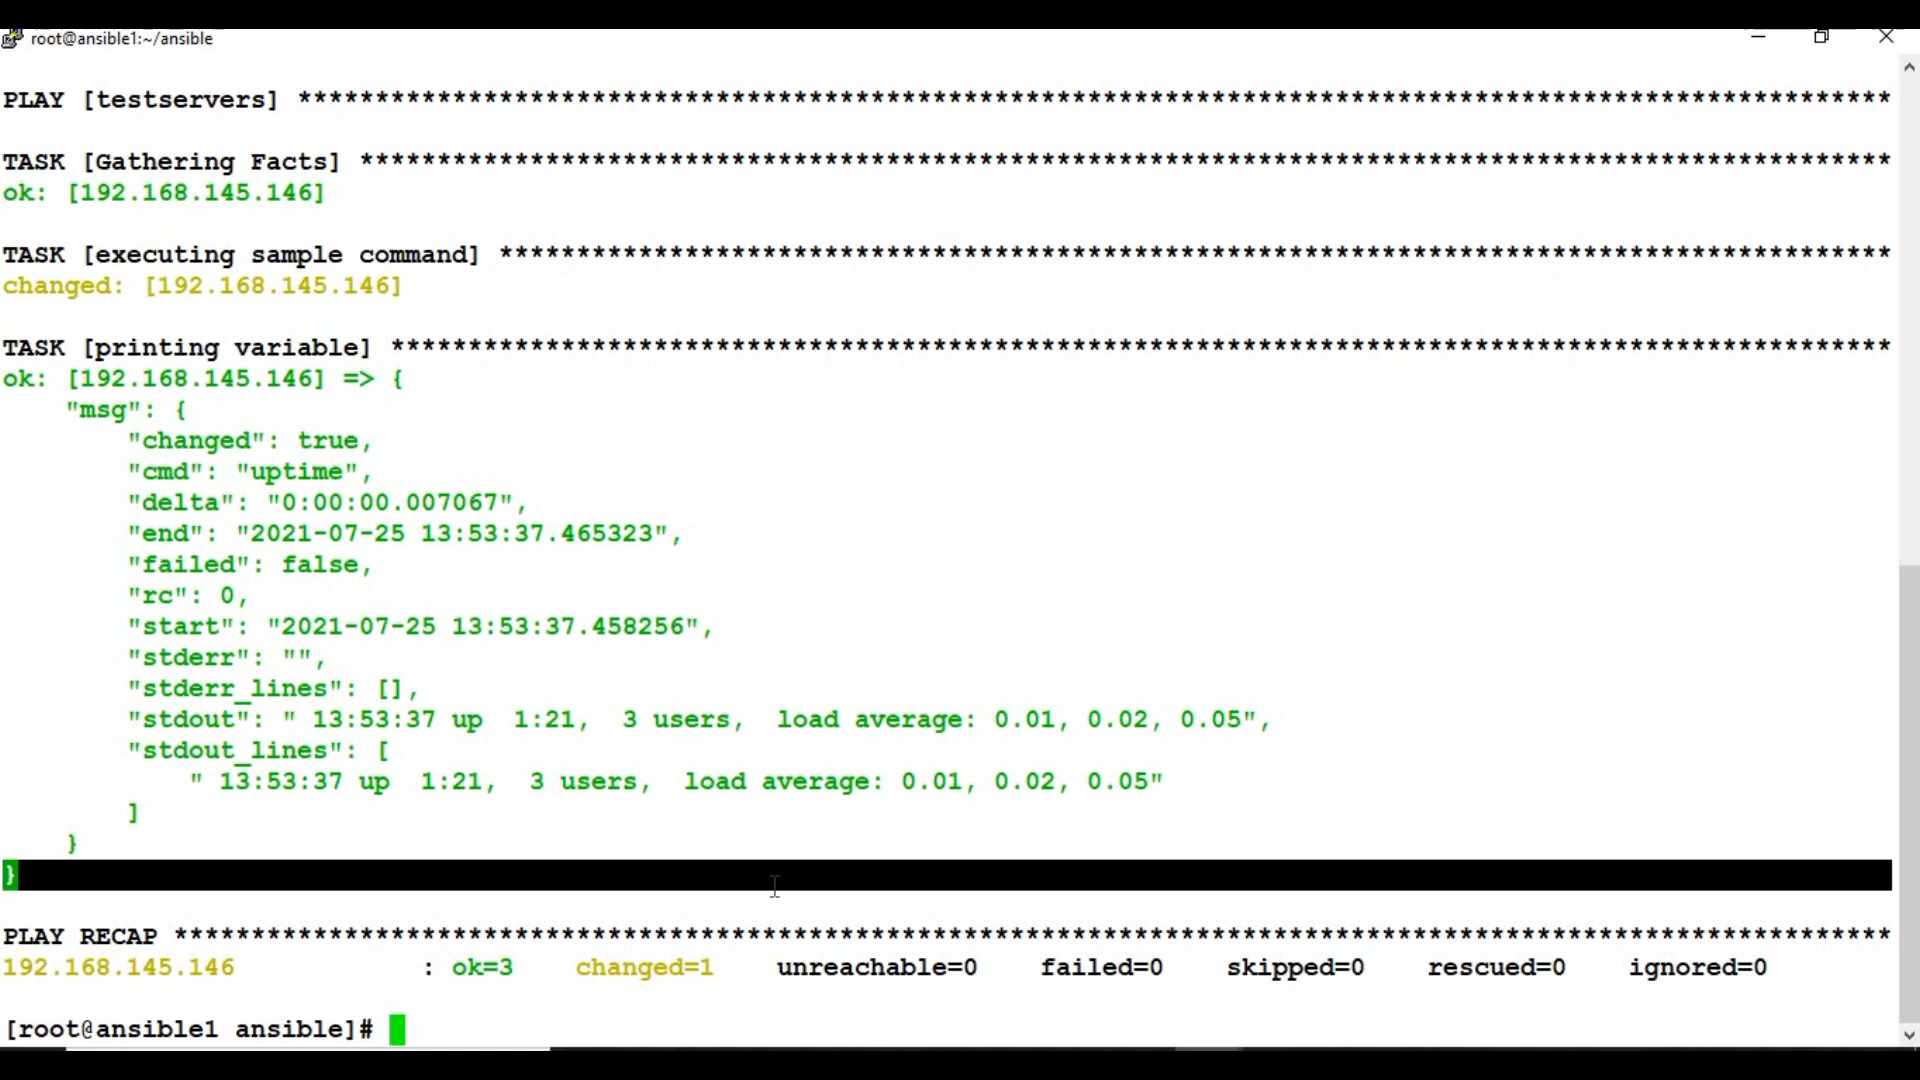 root@ansible1:~/ansible
PLAY [testservers] *******************************************************************************************************
TASK [Gathering Facts] ***************************************************************************************************
ok: [192.168.145.146]
TASK [executing sample command] ******************************************************************************************
changed: [192.168.145.146]
TASK [printing variable] *************************************************************************************************
ok: [192.168.145.146] => {
    "msg": {
        "changed": true,
        "cmd": "uptime",
        "delta": "0:00:00.007067",
        "end": "2021-07-25 13:53:37.465323",
        "failed": false,
        "rc": 0,
        "start": "2021-07-25 13:53:37.458256",
        "stderr": "",
        "stderr_lines": [],
        "stdout": " 13:53:37 up  1:21,  3 users,  load average: 0.01, 0.02, 0.05",
        "stdout_lines": [
            " 13:53:37 up  1:21,  3 users,  load average: 0.01, 0.02, 0.05"
        ]
    }
}
PLAY RECAP ***************************************************************************************************************
192.168.145.146            : ok=3    changed=1    unreachable=0    failed=0    skipped=0    rescued=0    ignored=0
[root@ansible1 ansible]#